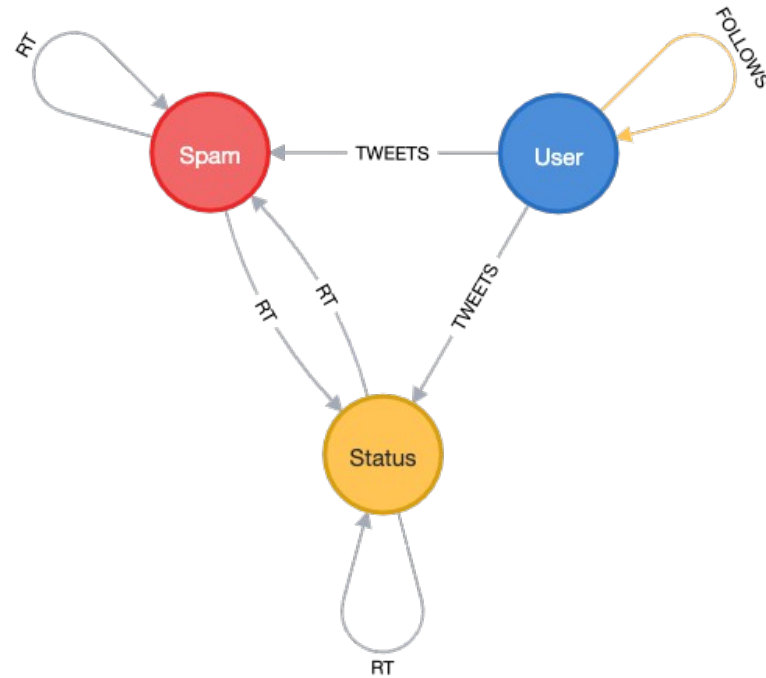 RT
FOLLOWS
Spam
TWEETS
User
RT
RT
TWEETS
Status
RT